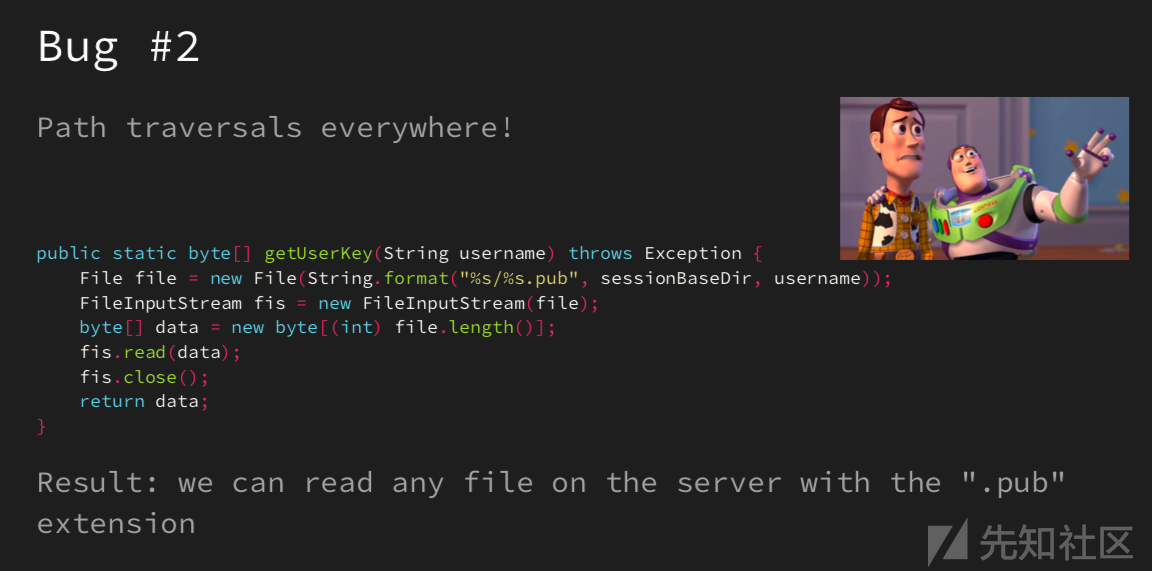 Bug #2
Path traversals everywhere!
public static byte[] getUserKey(String username) throws Exception {
    File file = new File(String.format("%s/%s.pub", sessionBaseDir, username));
    FileInputStream fis = new FileInputStream(file);
    byte[] data = new byte[(int) file.length()];
    fis.read(data);
    fis.close();
    return data;
}
Result: we can read any file on the server with the ".pub"
extension
先知社区